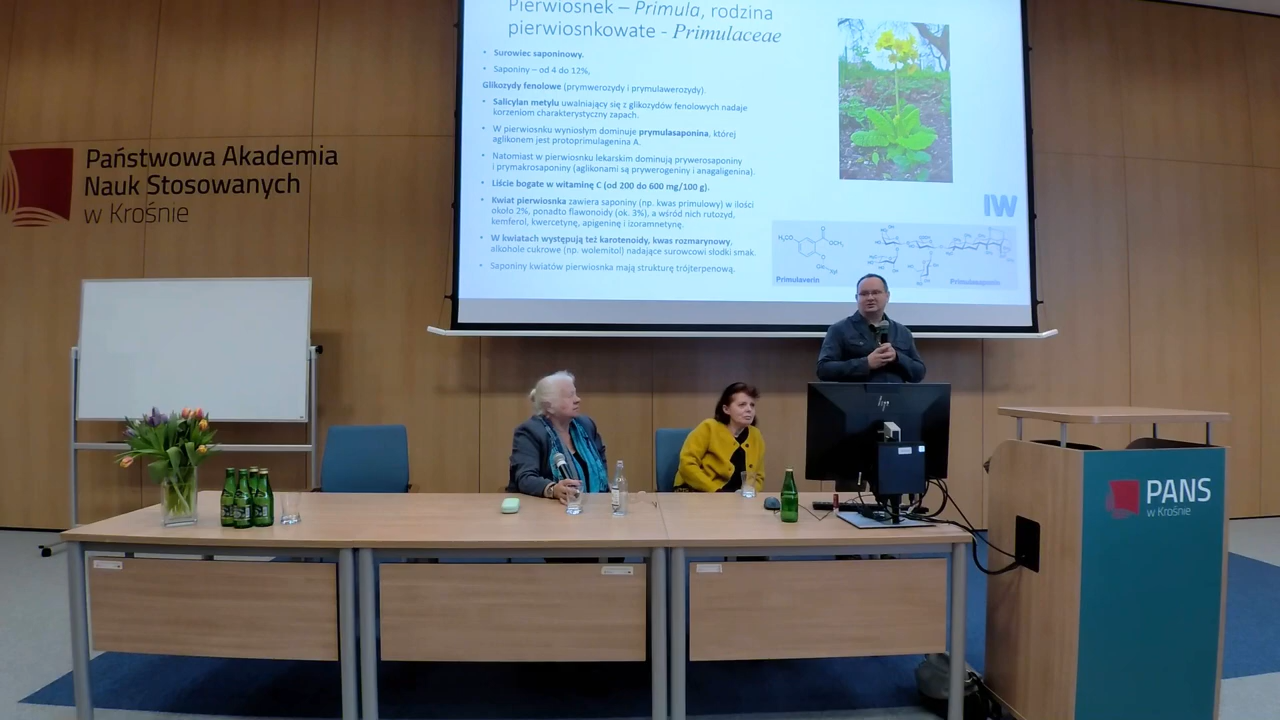 Pierwiosnek – Primula, rodzina
pierwiosnkowate - Primulaceae
• Surowiec saponinowy.
• Saponiny – od 4 do 12%,
Glikozydy fenolowe (prymwerozydy i prymulawerozydy).
• Salicylan metylu uwalniający się z glikozydów fenolowych nadaje
korzeniom charakterystyczny zapach.
• W pierwiosnku wyniosłym dominuje prymulasaponina, której
aglikonem jest protoprimulagenina A.
• Natomiast w pierwiosnku lekarskim dominują prywerosaponiny
i prymakrosaponiny (aglikonami są prywerogeniny i anagaligenina).
• Liście bogate w witaminę C (od 200 do 600 mg/100 g).
• Kwiat pierwiosnka zawiera saponiny (np. kwas primulowy) w ilości
około 2%, ponadto flawonoidy (ok. 3%), a wśród nich rutozyd,
kemferol, kwercetynę, apigeninę i izoramnetynę.
• W kwiatach występują też karotenoidy, kwas rozmarynowy,
alkohole cukrowe (np. wolemitol) nadające surowcowi słodki smak.
• Saponiny kwiatów pierwiosnka mają strukturę trójterpenową.
IW
Primulaverin
Primulasaponin
Państwowa Akademia
Nauk Stosowanych
w Krośnie
hp
PANS
w Krośnie